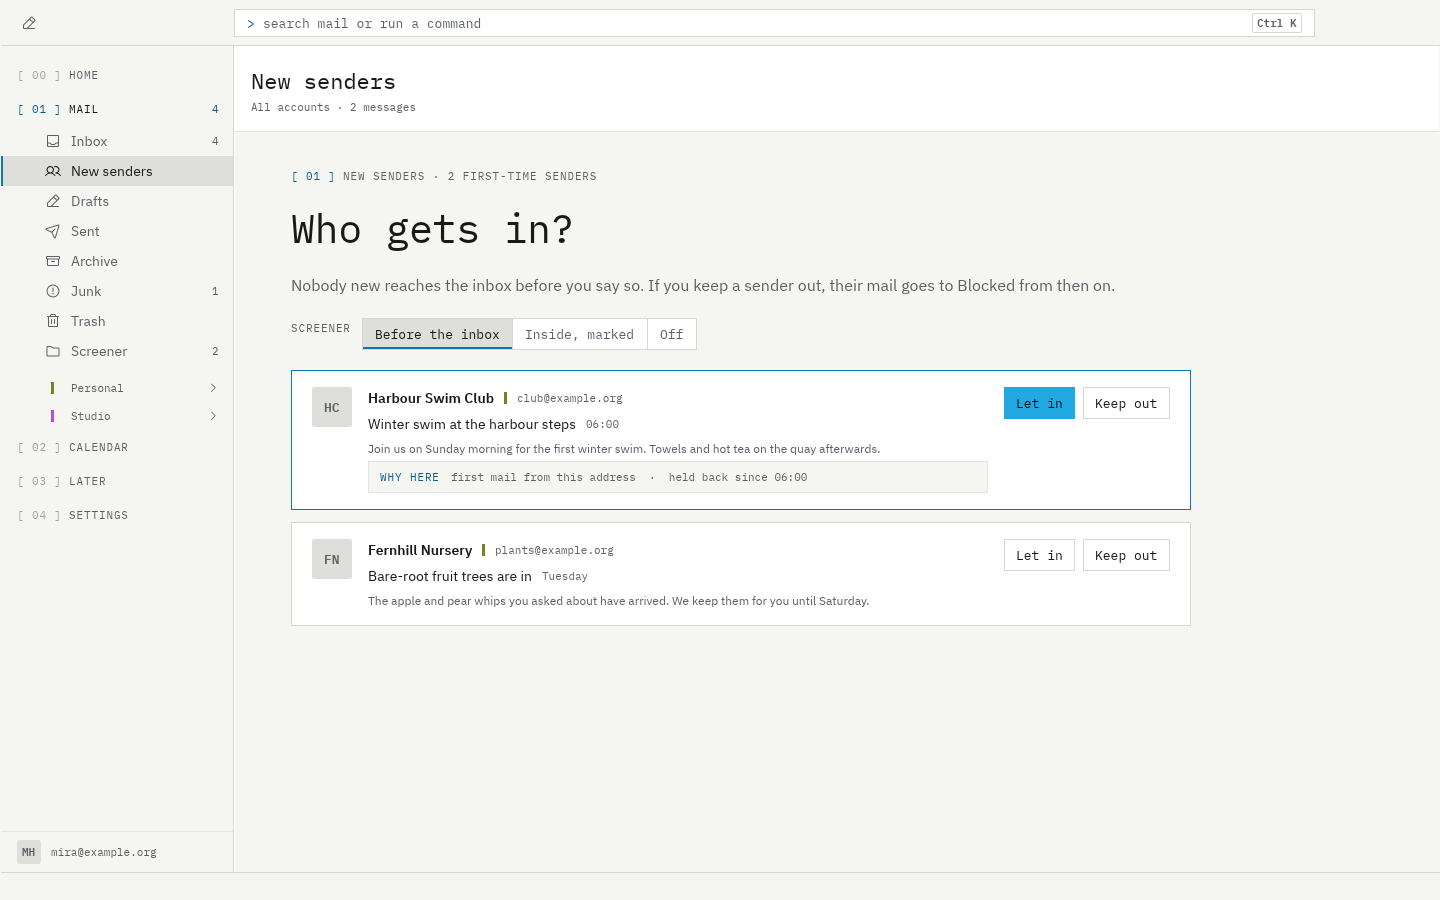 > search mail or run a command Ctrl K
[ 00 ] HOME
[ 01 ] MAIL 4
Inbox 4
New senders
Drafts
Sent
Archive
Junk 1
Trash
Screener 2
Personal
Studio
[ 02 ] CALENDAR
[ 03 ] LATER
[ 04 ] SETTINGS
MH mira@example.org
New senders
All accounts · 2 messages
[ 01 ] NEW SENDERS · 2 FIRST-TIME SENDERS
Who gets in?
Nobody new reaches the inbox before you say so. If you keep a sender out, their mail goes to Blocked from then on.
SCREENER Before the inbox Inside, marked Off
HC Harbour Swim Club club@example.org Let in Keep out
Winter swim at the harbour steps 06:00
Join us on Sunday morning for the first winter swim. Towels and hot tea on the quay afterwards.
WHY HERE first mail from this address · held back since 06:00
FN Fernhill Nursery plants@example.org Let in Keep out
Bare-root fruit trees are in Tuesday
The apple and pear whips you asked about have arrived. We keep them for you until Saturday.